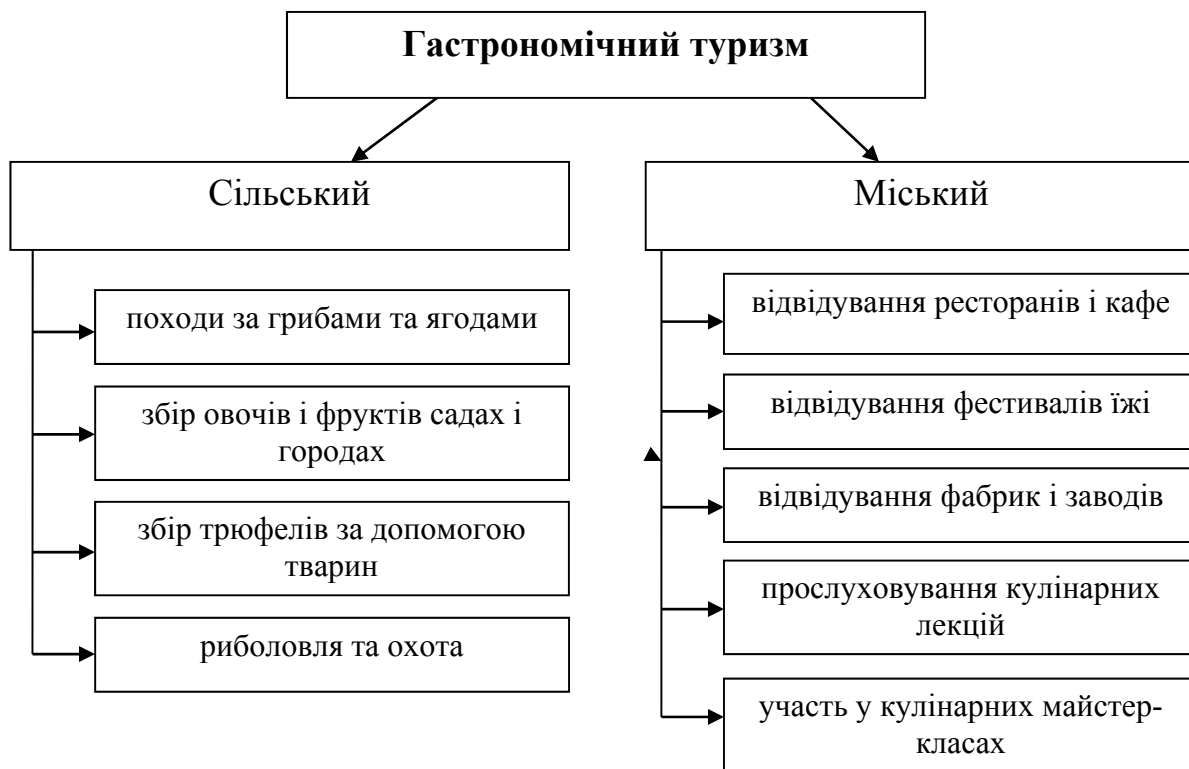 Гастрономічний туризм
Сільський
походи за грибами та ягодами
збір овочів і фруктів садах і
городах
збір трюфелів за допомогою
тварин
риболовля та охота
Міський
відвідування ресторанів і кафе
відвідування фестивалів їжі
відвідування фабрик і заводів
прослуховування кулінарних
лекцій
участь у кулінарних майстер-
класах